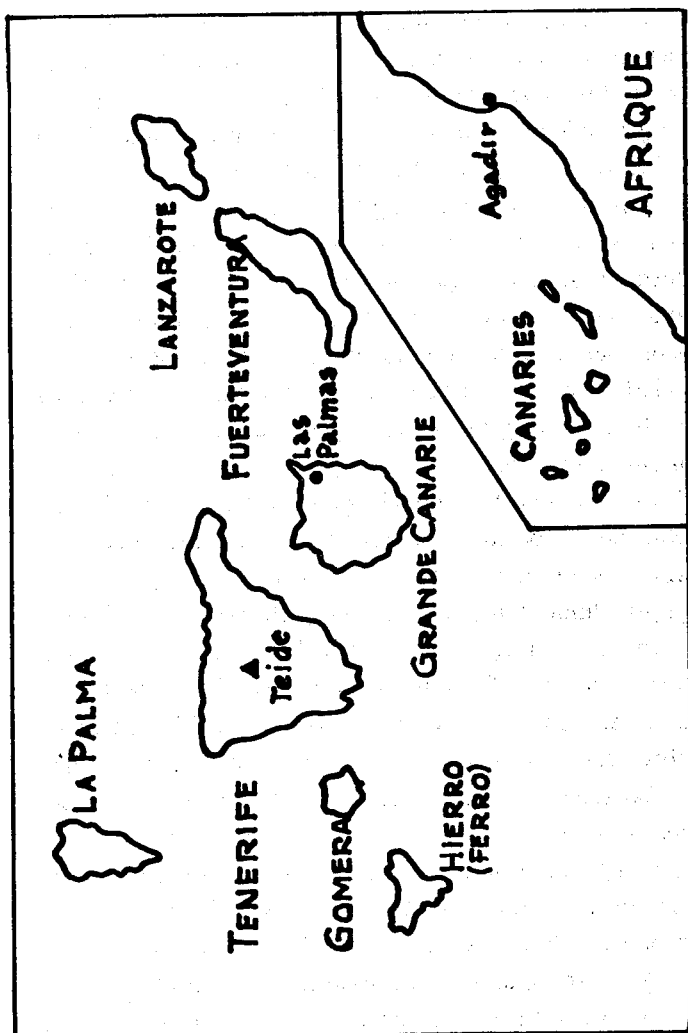 LA PALMA
LANZAROTE
TENERIFE
Teide
FUERTEVENTURA
Las
Palmas
GOMERA
HIERRO
(FERRO)
GRANDE CANARIE
CANARIES
Agadir
AFRIQUE